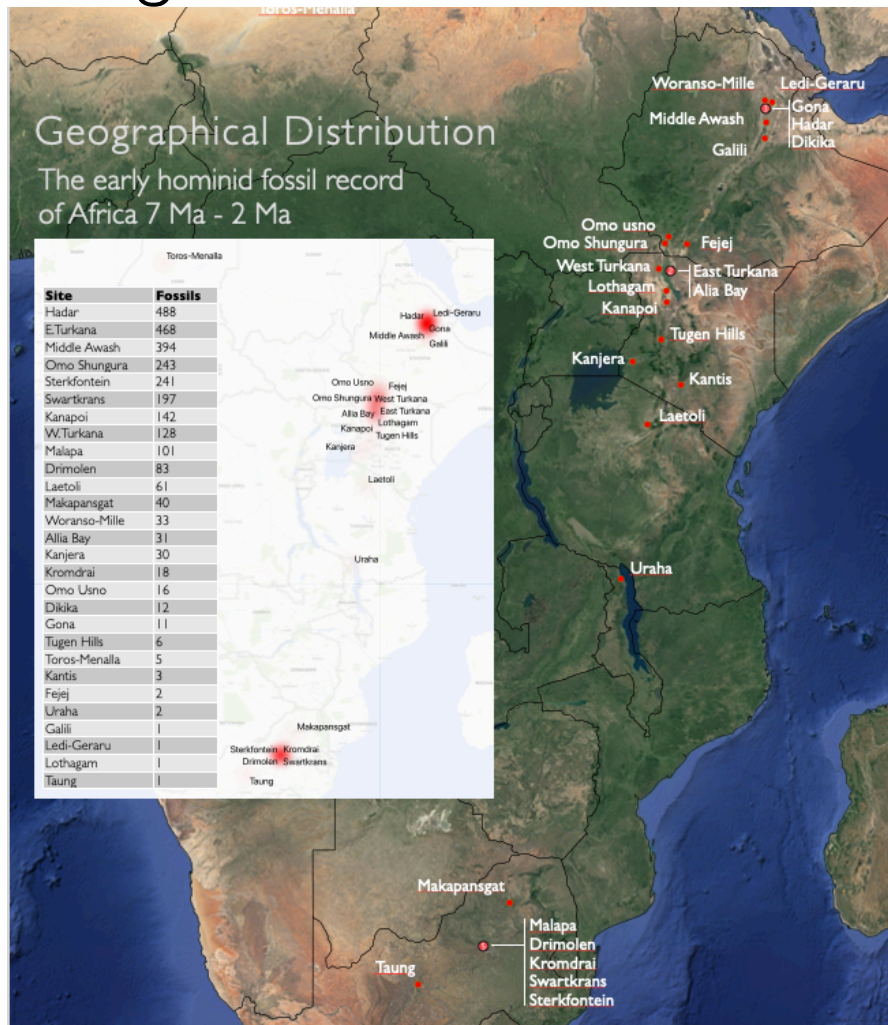 Toros-Menalla
Geographical Distribution
The early hominid fossil record
of Africa 7 Ma - 2 Ma
Toros-Menalla
Site Fossils
Hadar 488
E.Turkana 468
Middle Awash 394
Omo Shungura 243
Sterkfontein 241
Swartkrans 197
Kanapoi 142
W.Turkana 128
Malapa 101
Drimolen 83
Laetoli 61
Makapansgat 40
Woranso-Mille 33
Allia Bay 31
Kanjera 30
Kromdrai 18
Omo Usno 16
Dikika 12
Gona 11
Tugen Hills 6
Toros-Menalla 5
Kantis 3
Fejej 2
Uraha 2
Galili 1
Ledi-Geraru 1
Lothagam 1
Taung 1
Hadar Ledi-Geraru
Gona
Middle Awash
Galili
Omo Usno
Fejej
Omo Shungura West Turkana
Allia Bay East Turkana
Lothagam
Kanapoi
Tugen Hills
Kanjera
Laetoli
Uraha
Makapansgat
Sterkfontein Kromdrai
Drimolen Swartkrans
Taung
Woranso-Mille Ledi-Geraru
Gona
Middle Awash Hadar
Dikika
Galili
Omo usno
Omo Shungura Fejej
West Turkana East Turkana
Lothagam Alia Bay
Kanapoi
Tugen Hills
Kanjera
Kantis
Laetoli
Uraha
Makapansgat
Malapa
Drimolen
Kromdrai
Taung
Swartkrans
Sterkfontein